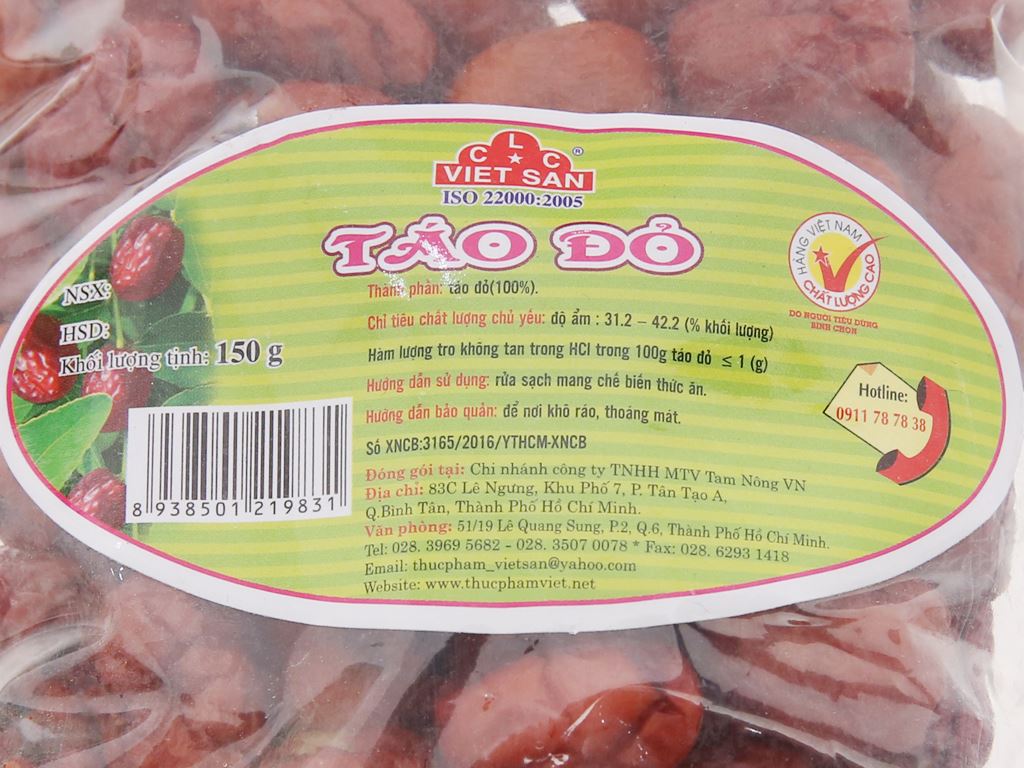 C L C ®
VIET SAN
ISO 22000:2005
TÁO ĐỎ
HÀNG VIỆT NAM
CHẤT LƯỢNG CAO
DO NGƯỜI TIÊU DÙNG
BÌNH CHỌN
NSX:
HSD:
Khối lượng tịnh: 150 g
8 938501 219831
Thành phần: táo đỏ(100%).
Chỉ tiêu chất lượng chủ yếu: độ ẩm : 31.2 – 42.2 (% khối lượng)
Hàm lượng tro không tan trong HCl trong 100g táo đỏ ≤ 1 (g)
Hướng dẫn sử dụng: rửa sạch mang chế biến thức ăn.
Hướng dẫn bảo quản: để nơi khô ráo, thoáng mát.
Số XNCB:3165/2016/YTHCM-XNCB
Đóng gói tại: Chi nhánh công ty TNHH MTV Tam Nông VN
Địa chỉ: 83C Lê Ngưng, Khu Phố 7, P. Tân Tạo A,
Q.Bình Tân, Thành Phố Hồ Chí Minh.
Văn phòng: 51/19 Lê Quang Sung, P.2, Q.6, Thành Phố Hồ Chí Minh.
Tel: 028. 3969 5682 - 028. 3507 0078 * Fax: 028. 6293 1418
Email: thucpham_vietsan@yahoo.com
Website: www.thucphamviet.net
Hotline:
0911 78 78 38